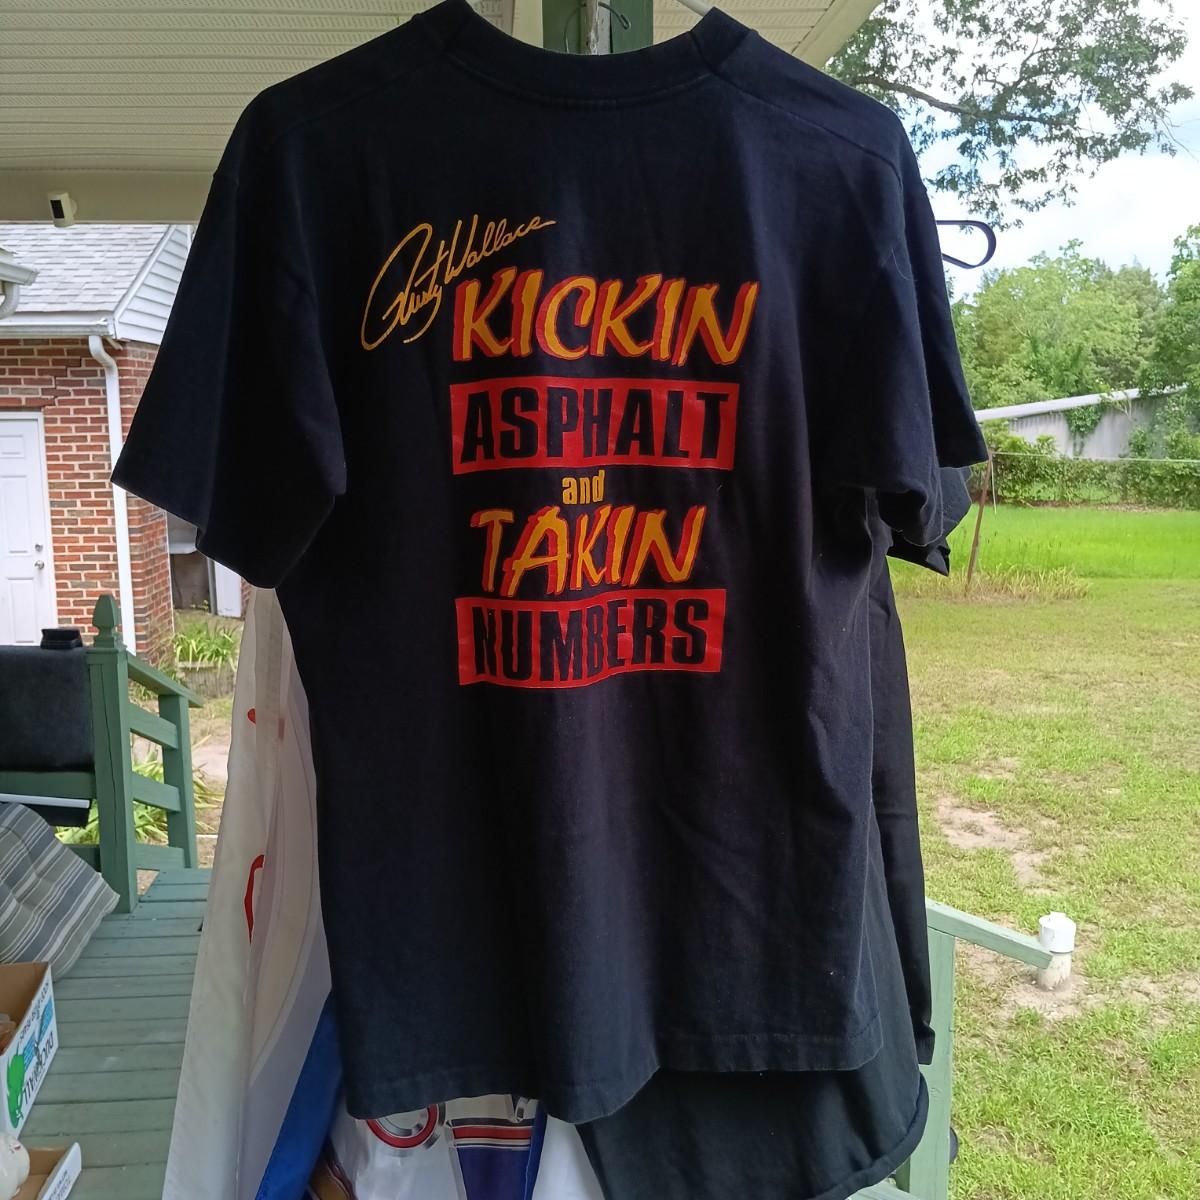 Rusty Wallace
KICKIN
ASPHALT
and
TAKIN
NUMBERS